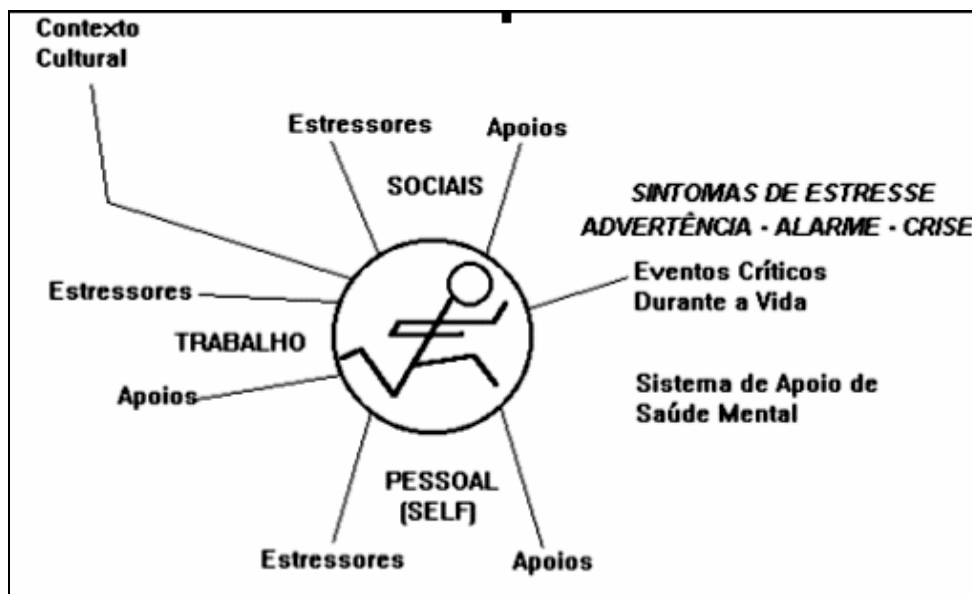 Contexto
Cultural
Estressores
Apoios
SOCIAIS
SINTOMAS DE ESTRESSE
ADVERTÊNCIA - ALARME - CRISE
Eventos Críticos
Durante a Vida
Estressores
TRABALHO
Apoios
Sistema de Apoio de
Saúde Mental
PESSOAL
(SELF)
Estressores
Apoios